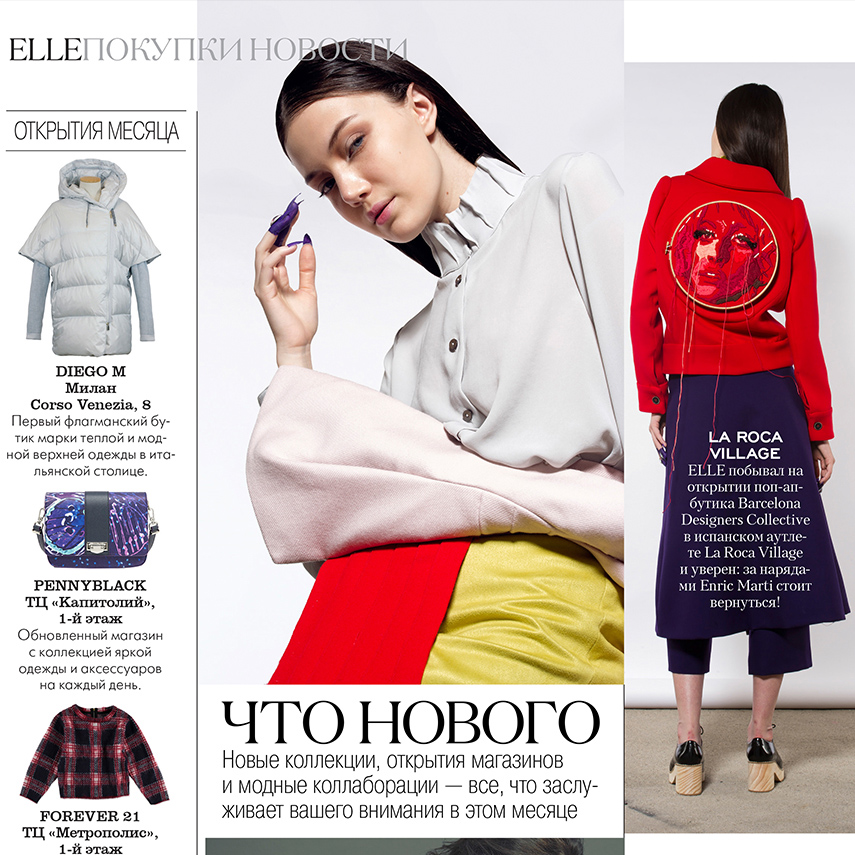 ELLE ПОКУПКИ НОВОСТИ
ОТКРЫТИЯ МЕСЯЦА
DIEGO M
Милан
Corso Venezia, 8
Первый флагманский бу-
тик марки теплой и мод-
ной верхней одежды в ита-
льянской столице.
PENNYBLACK
ТЦ «Капитолий»,
1-й этаж
Обновленный магазин
с коллекцией яркой
одежды и аксессуаров
на каждый день.
FOREVER 21
ТЦ «Метрополис»,
1-й этаж
ЧТО НОВОГО
Новые коллекции, открытия магазинов
и модные коллаборации — все, что заслу-
живает вашего внимания в этом месяце
LA ROCA
VILLAGE
ELLE побывал на
открытии поп-ап-
бутика Barcelona
Designers Collective
в испанском аутле-
те La Roca Village
и уверен: за наряда-
ми Enric Marti стоит
вернуться!